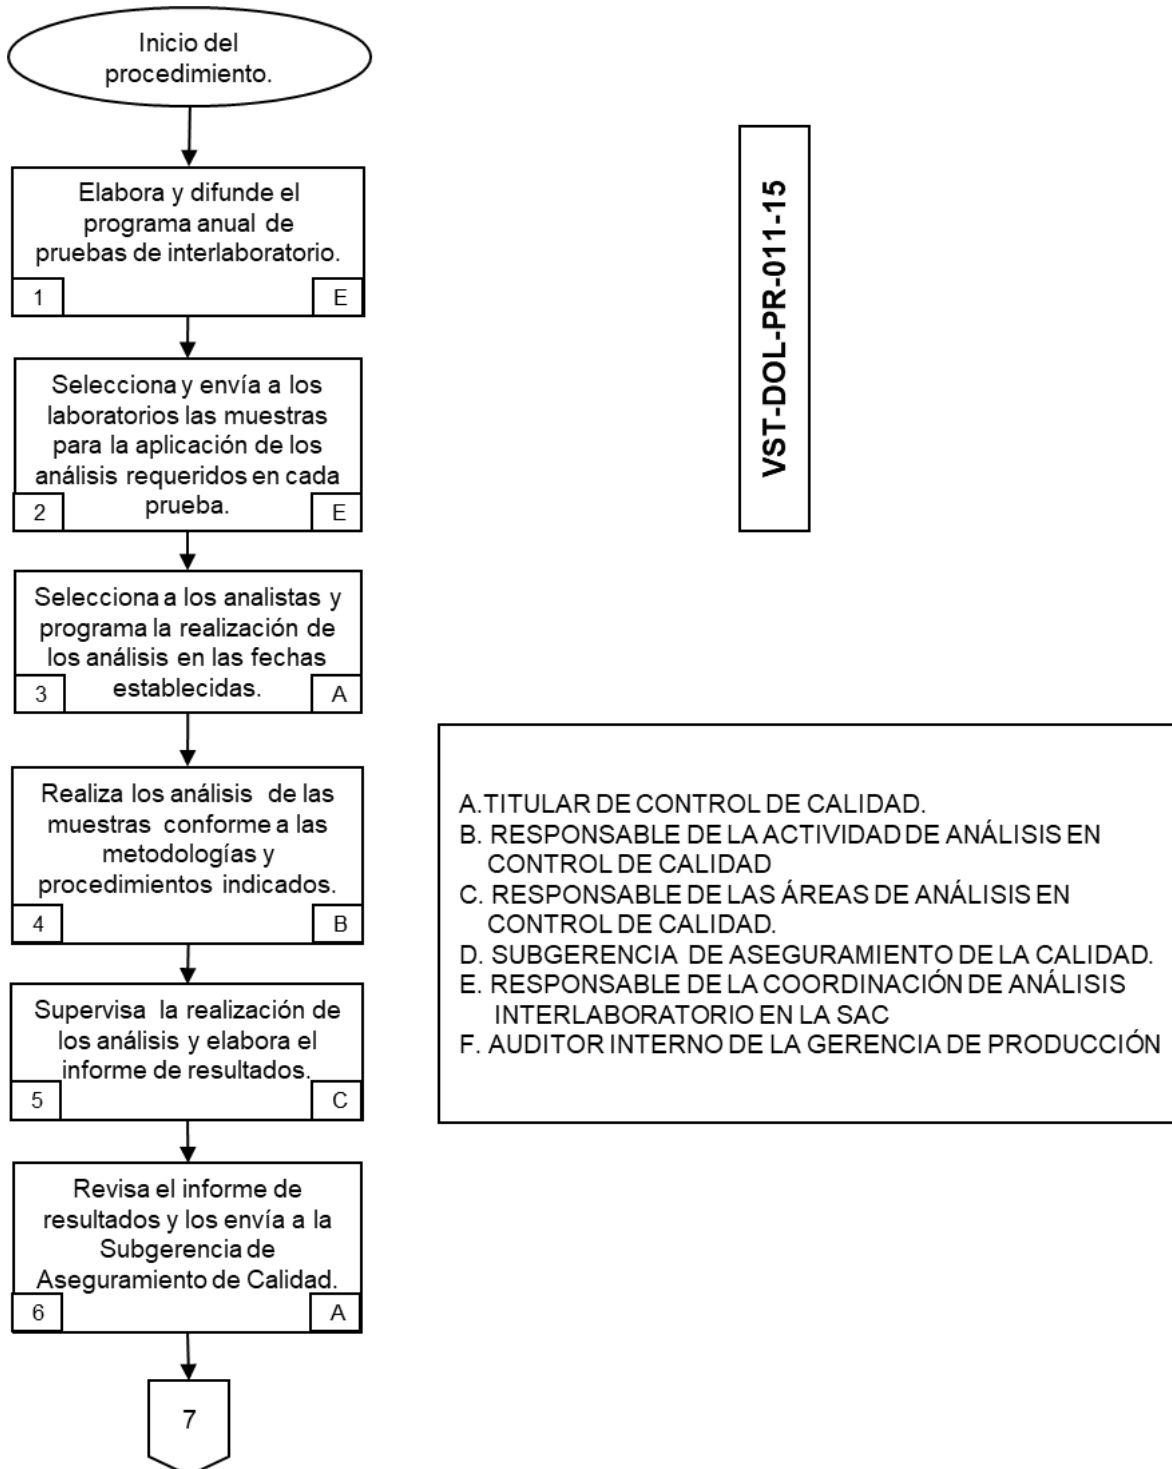 Inicio del
procedimiento.
Elabora y difunde el
programa anual de
pruebas de interlaboratorio.
1
E
Selecciona y envía a los
laboratorios las muestras
para la aplicación de los
análisis requeridos en cada
prueba.
2
E
Selecciona a los analistas y
programa la realización de
los análisis en las fechas
establecidas.
3
A
Realiza los análisis de las
muestras conforme a las
metodologías y
procedimientos indicados.
4
B
Supervisa la realización de
los análisis y elabora el
informe de resultados.
5
C
Revisa el informe de
resultados y los envía a la
Subgerencia de
Aseguramiento de Calidad.
6
A
7
VST-DOL-PR-011-15
A.TITULAR DE CONTROL DE CALIDAD.
B. RESPONSABLE DE LA ACTIVIDAD DE ANÁLISIS EN
CONTROL DE CALIDAD
C. RESPONSABLE DE LAS ÁREAS DE ANÁLISIS EN
CONTROL DE CALIDAD.
D. SUBGERENCIA DE ASEGURAMIENTO DE LA CALIDAD.
E. RESPONSABLE DE LA COORDINACIÓN DE ANÁLISIS
INTERLABORATORIO EN LA SAC
F. AUDITOR INTERNO DE LA GERENCIA DE PRODUCCIÓN